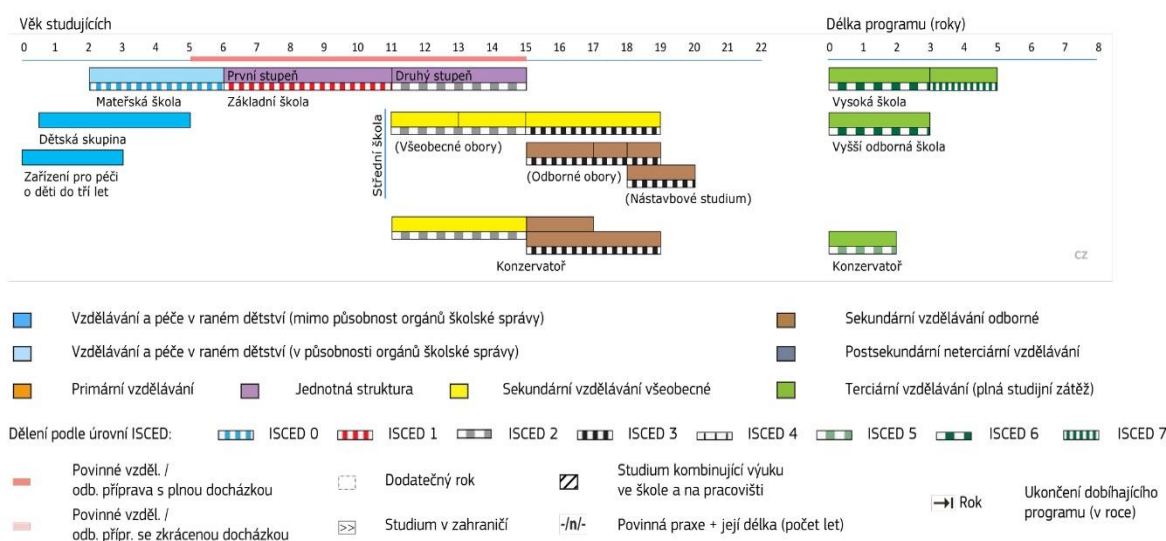 Věk studujících
Délka programu (roky)
0 1 2 3 4 5 6 7 8 9 10 11 12 13 14 15 16 17 18 19 20 21 22
0 1 2 3 4 5 6 7 8
První stupeň
Druhý stupeň
Mateřská škola
Základní škola
Vysoká škola
Dětská skupina
Střední škola
(Všeobecné obory)
Vyšší odborná škola
Zařízení pro péči
o děti do tří let
(Odborné obory)
(Nástavbové studium)
Konzervatoř
Konzervatoř
CZ
Vzdělávání a péče v raném dětství (mimo působnost orgánů školské správy)
Sekundární vzdělávání odborné
Vzdělávání a péče v raném dětství (v působnosti orgánů školské správy)
Postsekundární neterciární vzdělávání
Primární vzdělávání
Jednotná struktura
Sekundární vzdělávání všeobecné
Terciární vzdělávání (plná studijní zátěž)
Dělení podle úrovní ISCED:
ISCED 0
ISCED 1
ISCED 2
ISCED 3
ISCED 4
ISCED 5
ISCED 6
ISCED 7
Povinné vzděl. /
odb. příprava s plnou docházkou
Dodatečný rok
Studium kombinující výuku
ve škole a na pracovišti
Rok
Ukončení dobíhajícího
programu (v roce)
Povinné vzděl. /
odb. přípr. se zkrácenou docházkou
>>
Studium v zahraničí
-/n/-
Povinná praxe + její délka (počet let)